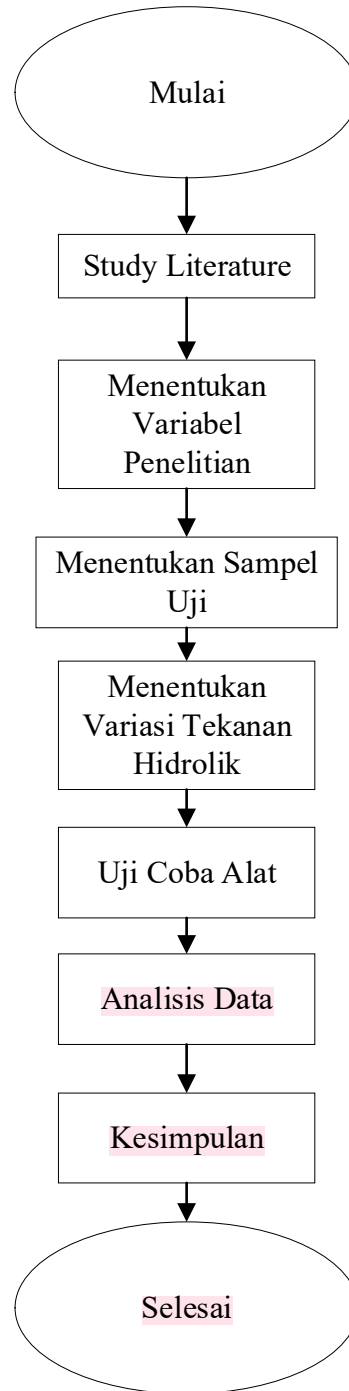 Mulai
Study Literature
Menentukan
Variabel
Penelitian
Menentukan Sampel
Uji
Menentukan
Variasi Tekanan
Hidrolik
Uji Coba Alat
Analisis Data
Kesimpulan
Selesai